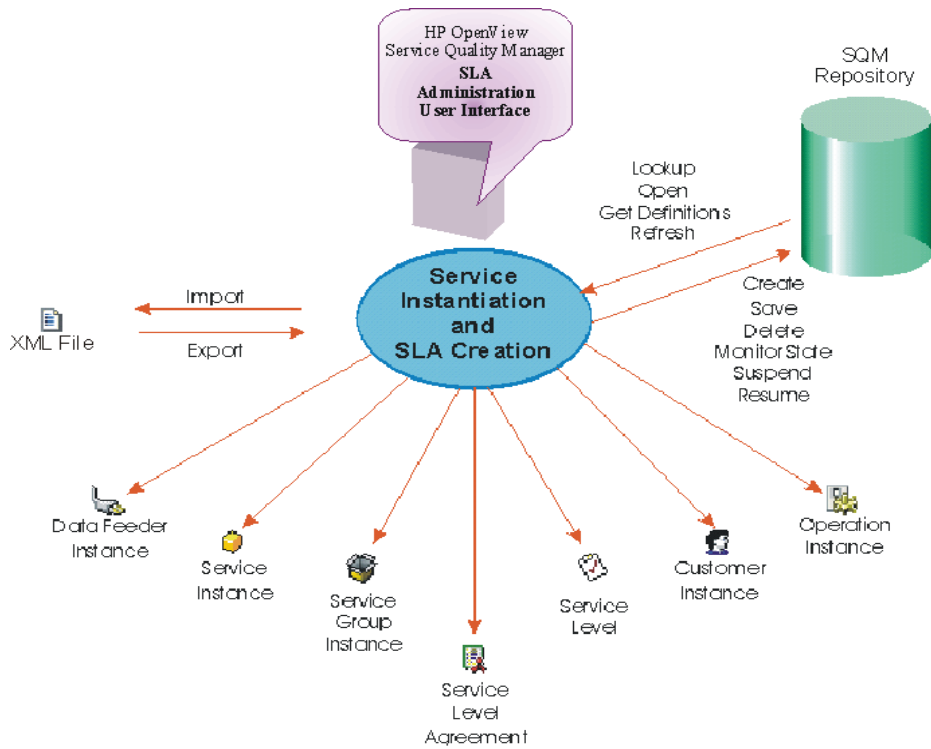 HP OpenView
Service Quality Manager
SLA
Administration
User Interface
SQM
Repository
Lookup
Open
Get Definitions
Refresh
Service
Instantiation
and
SLA Creation
Import
Export
XML File
Create
Save
Delete
Monitor State
Suspend
Resume
Data Feeder
Instance
Service
Instance
Service
Group
Instance
Service
Level
Agreement
Service
Level
Customer
Instance
Operation
Instance